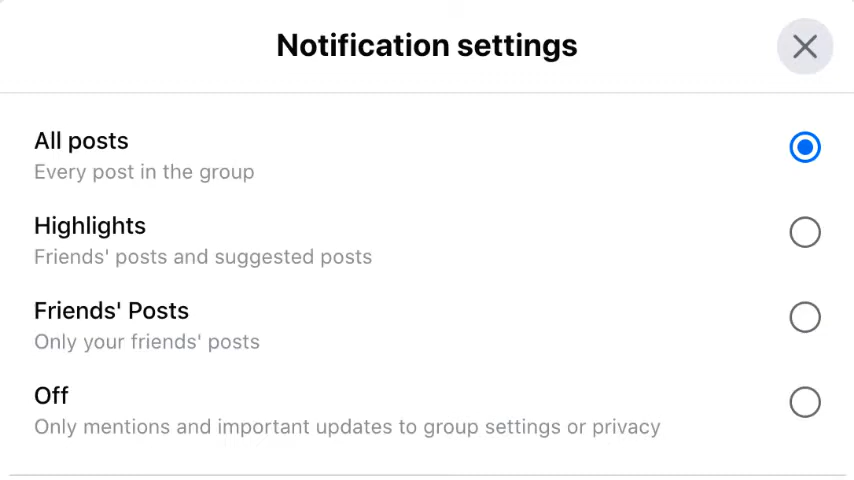 Notification settings
All posts
Every post in the group
Highlights
Friends' posts and suggested posts
Friends' Posts
Only your friends' posts
Off
Only mentions and important updates to group settings or privacy